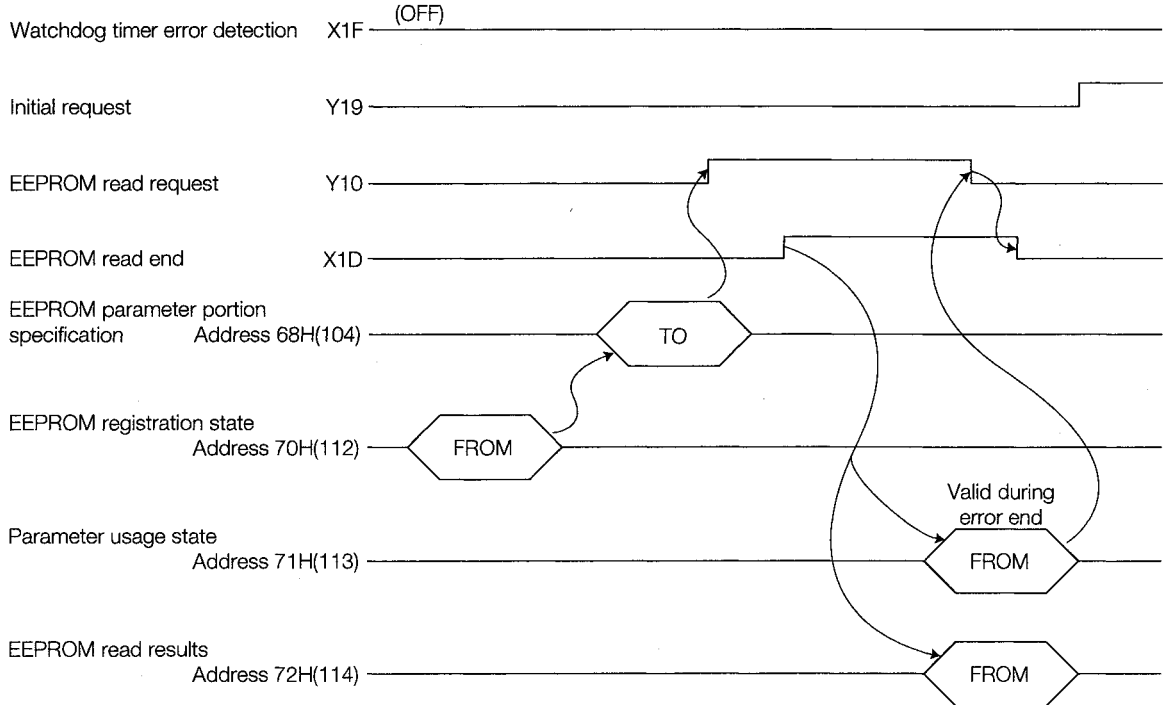 (OFF)
Watchdog timer error detection X1F
Initial request Y19
EEPROM read request Y10
EEPROM read end X1D
EEPROM parameter portion
specification Address 68H(104)
TO
EEPROM registration state
Address 70H(112)
FROM
Valid during
error end
Parameter usage state
Address 71H(113)
FROM
EEPROM read results
Address 72H(114)
FROM